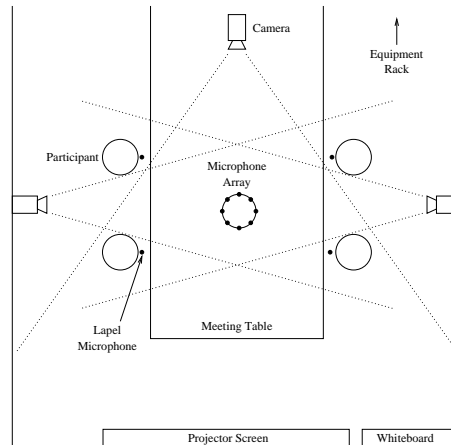 Camera
Equipment
Rack
Participant
Microphone
Array
Lapel
Microphone
Meeting Table
Projector Screen
Whiteboard